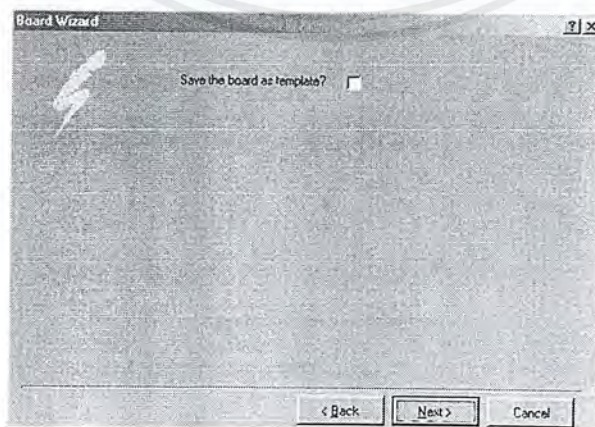 Board Wizard
? ×
Save the board as template?
< Back
Next >
Cancel